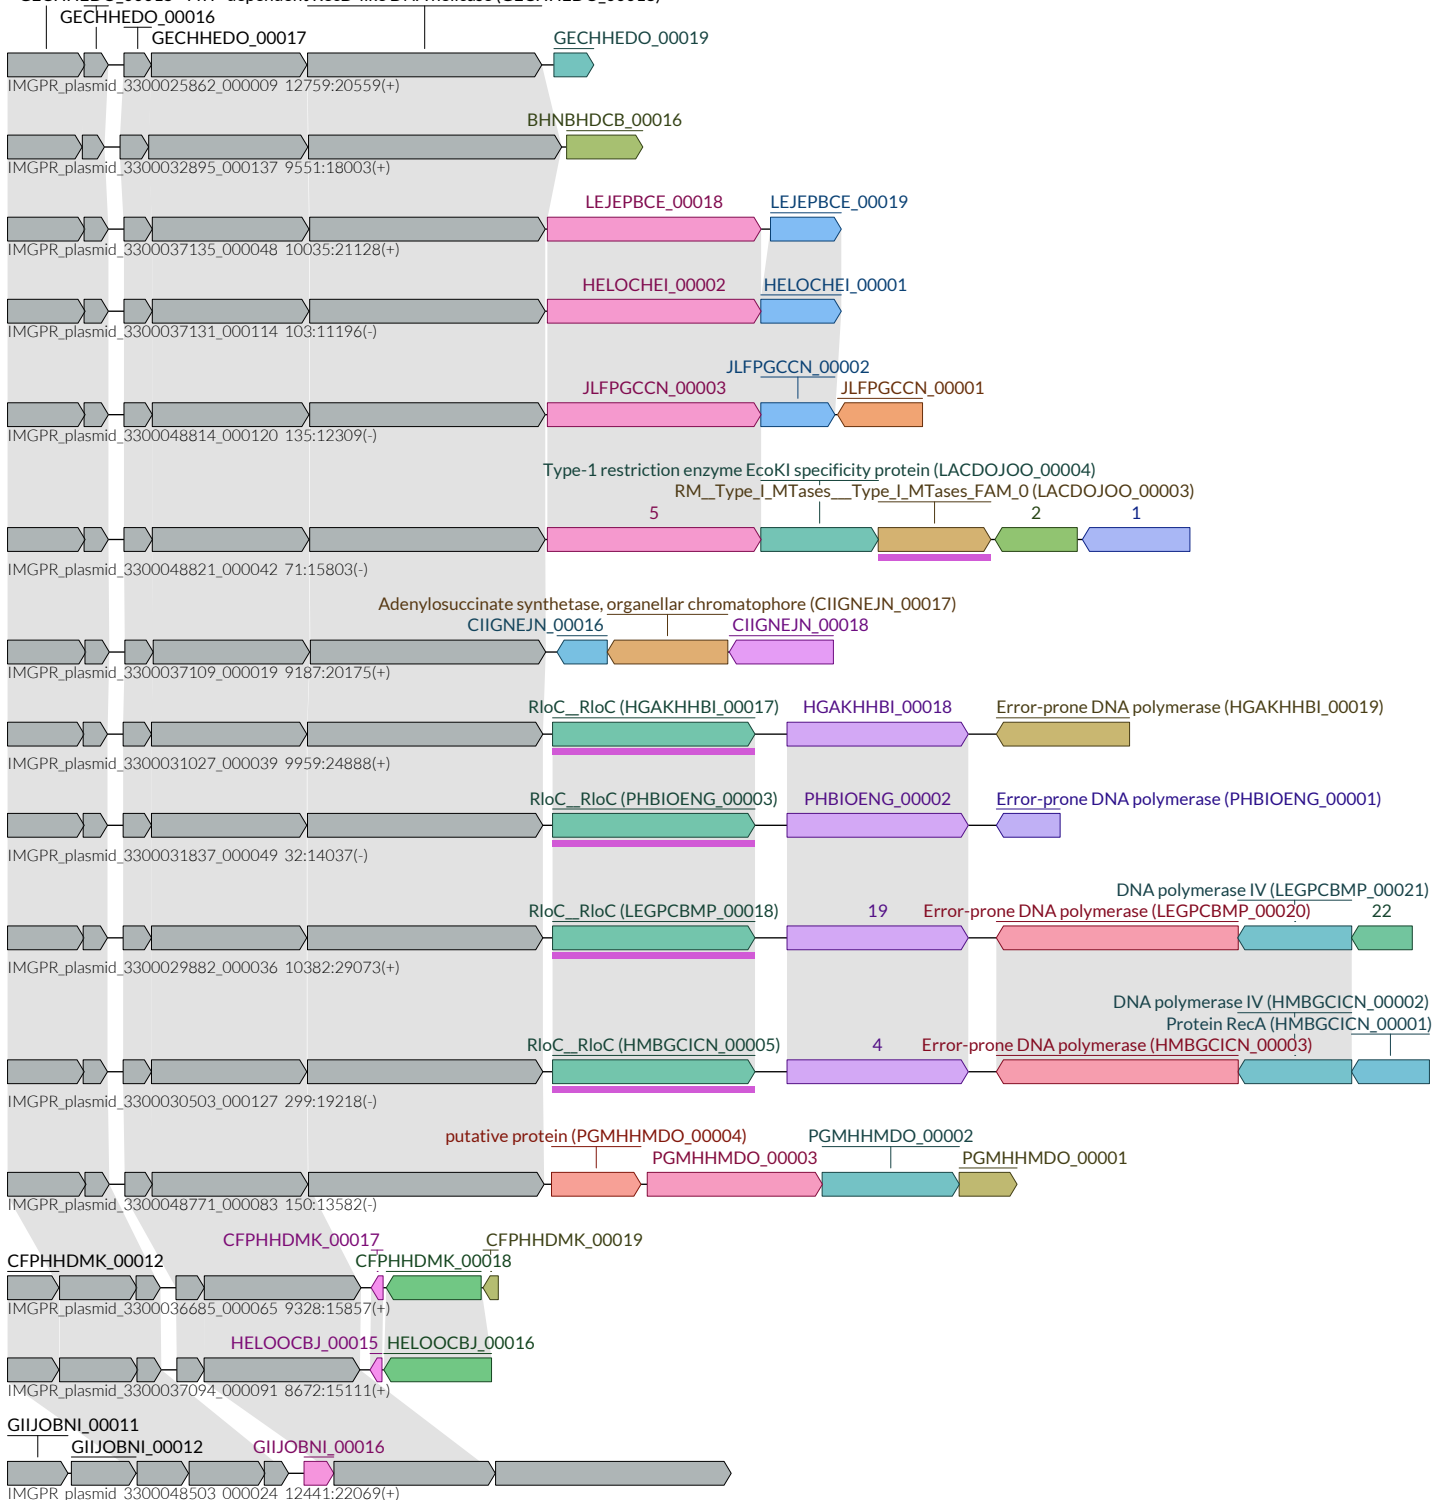 GECHHEDO_00016
GECHHEDO_00017
GECHHEDO_00019
IMGPR_plasmid_3300025862_000009 12759:20559(+)
BHNBHDCB_00016
IMGPR_plasmid_3300032895_000137 9551:18003(+)
LEJEPBCE_00018 LEJEPBCE_00019
IMGPR_plasmid_3300037135_000048 10035:21128(+)
HELOCHEI_00002 HELOCHEI_00001
IMGPR_plasmid_3300037131_000114 103:11196(-)
JLFPGCCN_00002
JLFPGCCN_00003 JLFPGCCN_00001
IMGPR_plasmid_3300048814_000120 135:12309(-)
Type-1 restriction enzyme EcoKI specificity protein (LACDOJOO_00004)
RM__Type_I_MTases___Type_I_MTases_FAM_0 (LACDOJOO_00003)
5 2 1
IMGPR_plasmid_3300048821_000042 71:15803(-)
Adenylosuccinate synthetase, organellar chromatophore (CIIGNEJN_00017)
CIIGNEJN_00016 CIIGNEJN_00018
IMGPR_plasmid_3300037109_000019 9187:20175(+)
RloC__RloC (HGAKHHBI_00017) HGAKHHBI_00018 Error-prone DNA polymerase (HGAKHHBI_00019)
IMGPR_plasmid_3300031027_000039 9959:24888(+)
RloC__RloC (PHBIOENG_00003) PHBIOENG_00002 Error-prone DNA polymerase (PHBIOENG_00001)
IMGPR_plasmid_3300031837_000049 32:14037(-)
DNA polymerase IV (LEGPCBMP_00021)
RloC__RloC (LEGPCBMP_00018) 19 Error-prone DNA polymerase (LEGPCBMP_00020) 22
IMGPR_plasmid_3300029882_000036 10382:29073(+)
DNA polymerase IV (HMBGCICN_00002)
Protein RecA (HMBGCICN_00001)
RloC__RloC (HMBGCICN_00005) 4 Error-prone DNA polymerase (HMBGCICN_00003)
IMGPR_plasmid_3300030503_000127 299:19218(-)
putative protein (PGMHHMDO_00004) PGMHHMDO_00002
PGMHHMDO_00003 PGMHHMDO_00001
IMGPR_plasmid_3300048771_000083 150:13582(-)
CFPHHDMK_00017 CFPHHDMK_00019
CFPHHDMK_00012 CFPHHDMK_00018
IMGPR_plasmid_3300036685_000065 9328:15857(+)
HELOOCBJ_00015 HELOOCBJ_00016
IMGPR_plasmid_3300037094_000091 8672:15111(+)
GIIJOBNI_00011
GIIJOBNI_00012 GIIJOBNI_00016
IMGPR_plasmid_3300048503_000024 12441:22069(+)